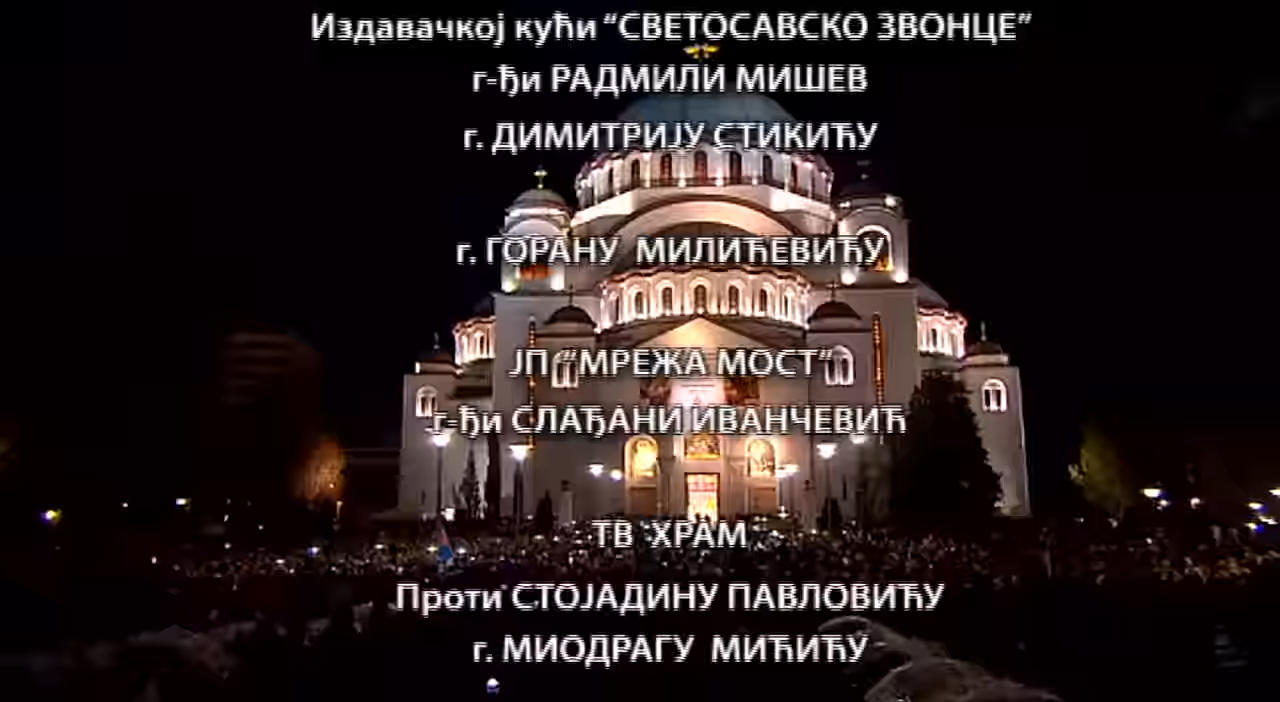 Издавачкој кући “СВЕТОСАВСКО ЗВОНЦЕ”
г-ђи РАДМИЛИ МИШЕВ
г. ДИМИТРИЈУ СТИКИЋУ
г. ГОРАНУ МИЛИЋЕВИЋУ
ЈП “МРЕЖА МОСТ“
г-ђи СЛАЂАНИ ИВАНЧЕВИЋ
ТВ ХРАМ
Проти СТОЈАДИНУ ПАВЛОВИЋУ
г. МИОДРАГУ МИЋИЋУ